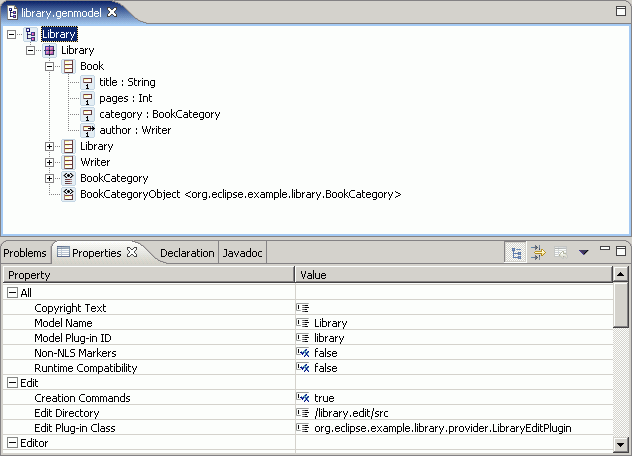 library.genmodel
Library
Library
Book
title : String
pages : Int
category : BookCategory
author : Writer
Library
Writer
BookCategory
BookCategoryObject <org.eclipse.example.library.BookCategory>
Problems Properties Declaration Javadoc
Property Value
All
Copyright Text
Model Name Library
Model Plug-in ID library
Non-NLS Markers false
Runtime Compatibility false
Edit
Creation Commands true
Edit Directory /library.edit/src
Edit Plug-in Class org.eclipse.example.library.provider.LibraryEditPlugin
Editor